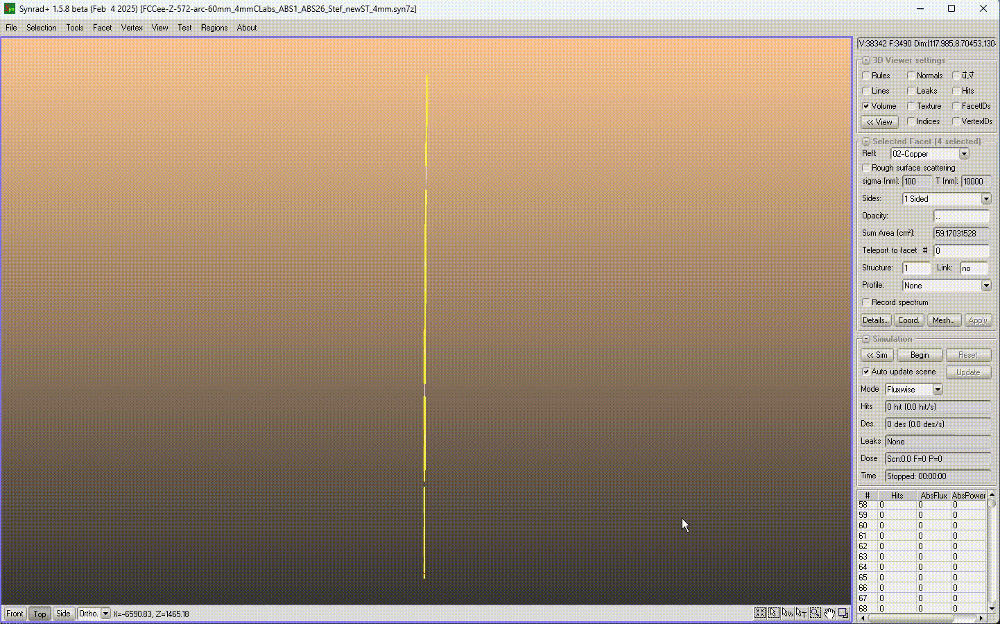 Synrad+ 1.5.8 beta (Feb 4 2025) [FCCee-Z-572-arc-60mm_4mmCLabs_ABS1_ABS26_Stef_newST_4mm.syn7z]
File Selection Tools Facet Vertex View Test Regions About
V:38342 F:3490 Dim:(117.985,8.70453,130
3D Viewer settings
Rules Normals u,v
Lines Leaks Hits
Volume Texture FacetIDs
<< View Indices VertexIDs
Selected Facet (4 selected)
Refl: 02-Copper
Rough surface scattering
sigma (nm): 100 T (nm): 10000
Sides: 1 Sided
Opacity: ...
Sum Area (cm²): 59.17031528
Teleport to facet # 0
Structure: 1 Link: no
Profile: None
Record spectrum
Details... Coord. Mesh... Apply
Simulation
<< Sim Begin Reset
Auto update scene Update
Mode Fluxwise
Hits 0 hit (0.0 hit/s)
Des. 0 des (0.0 des/s)
Leaks None
Dose Scn:0.0 F=0 P=0
Time Stopped: 00:00:00
# Hits AbsFlux AbsPower
58 0 0 0
59 0 0 0
60 0 0 0
61 0 0 0
62 0 0 0
63 0 0 0
64 0 0 0
65 0 0 0
66 0 0 0
67 0 0 0
68 0 0 0
Front Top Side Ortho. X=-6590.83, Z=1465.18